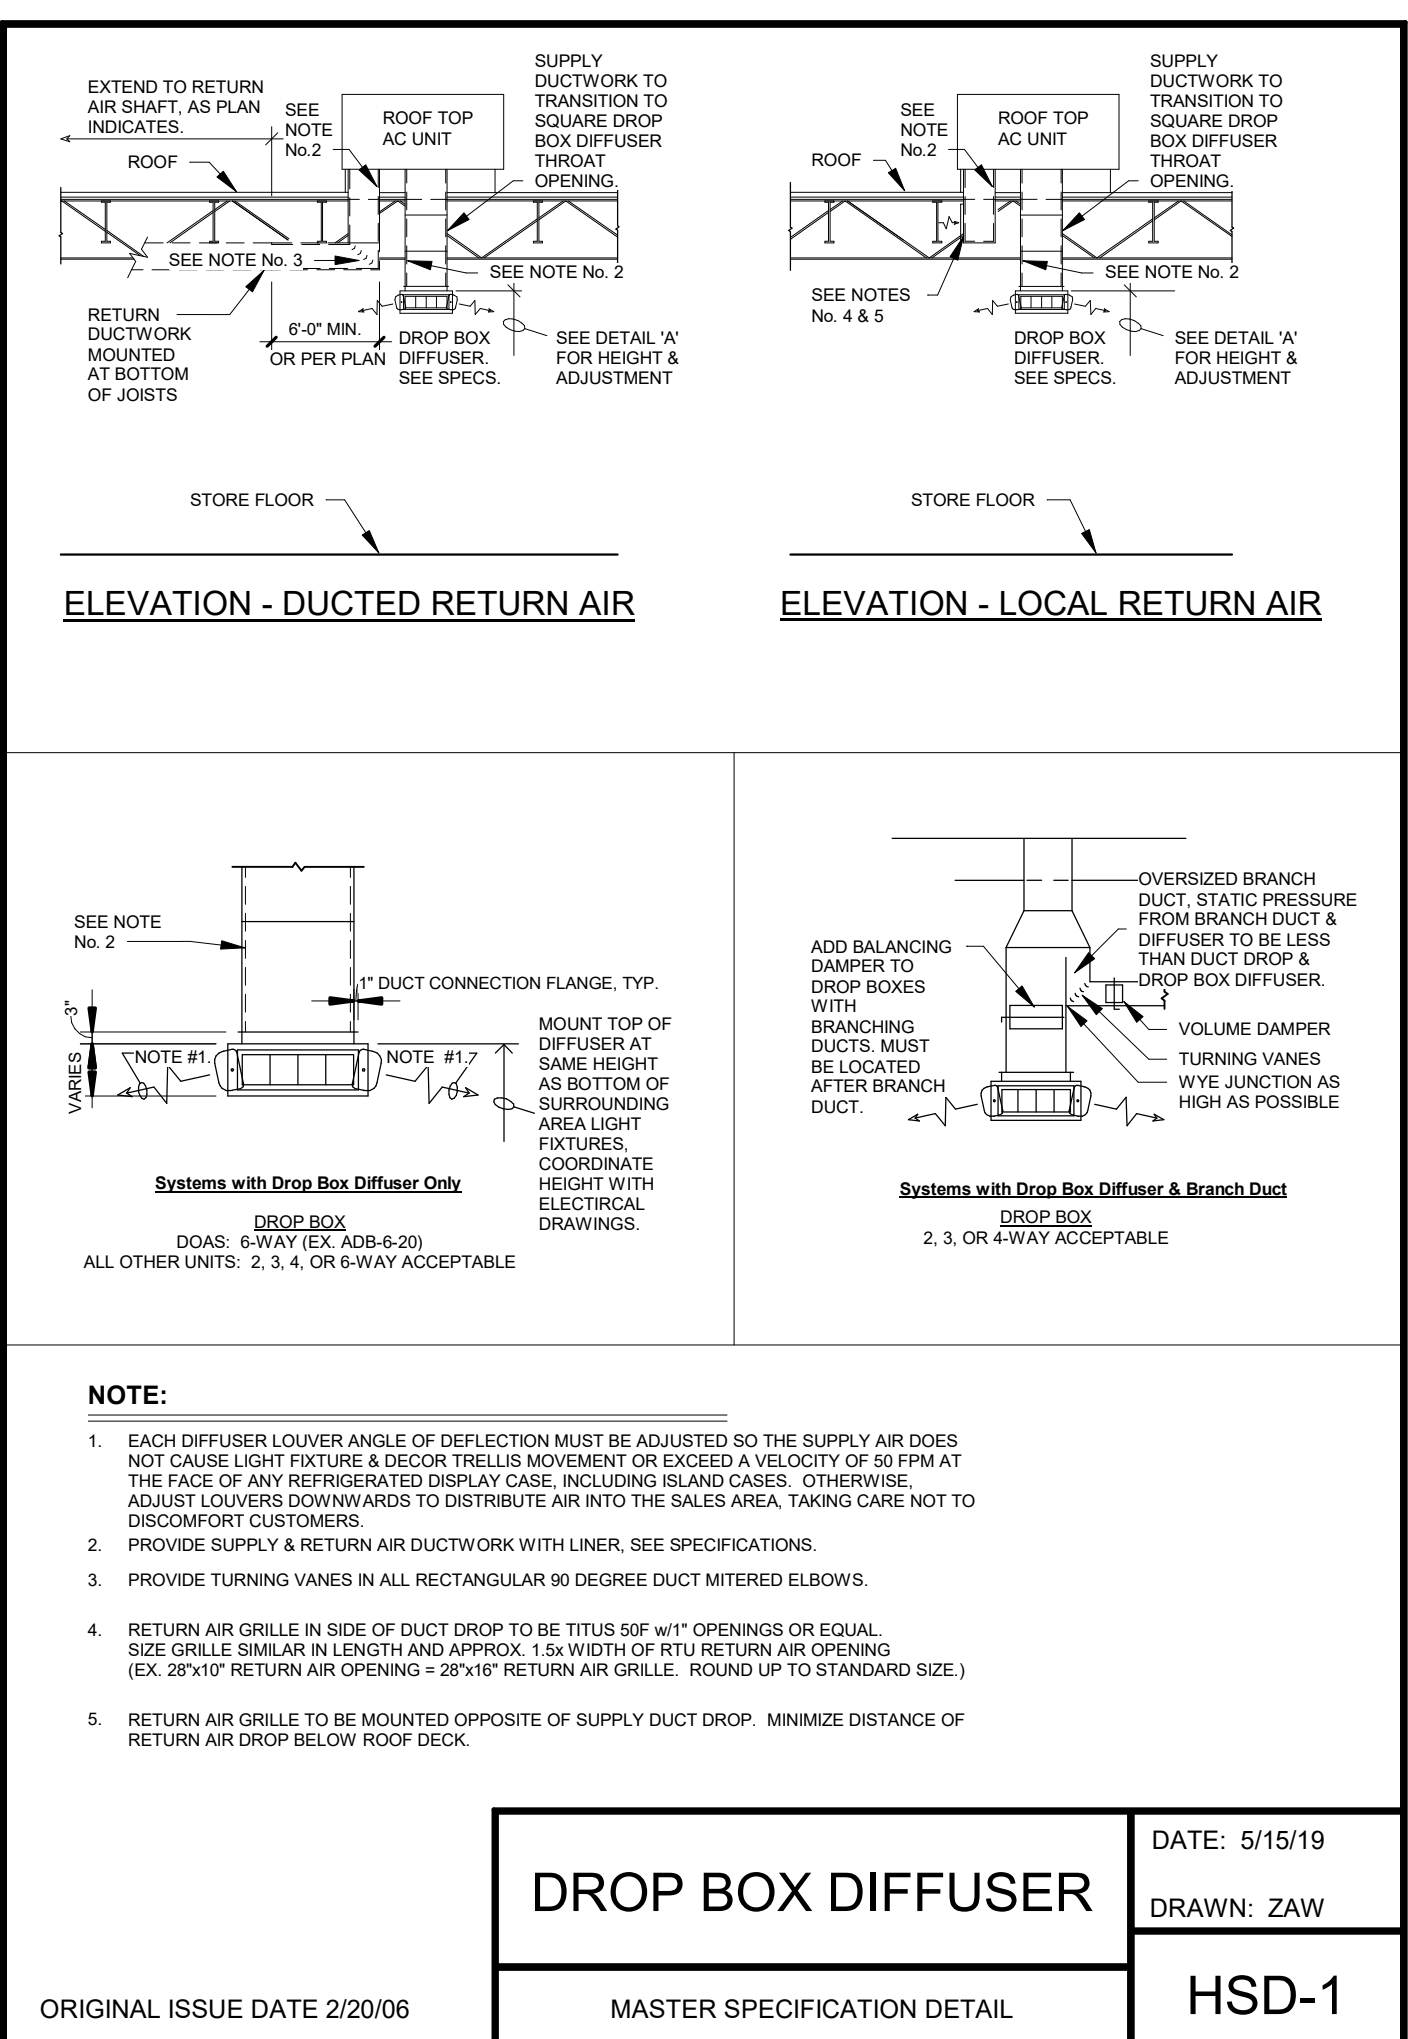 EXTEND TO RETURN
AIR SHAFT, AS PLAN
INDICATES.
SEE
NOTE
No.2
ROOF TOP
AC UNIT
SUPPLY
DUCTWORK TO
TRANSITION TO
SQUARE DROP
BOX DIFFUSER
THROAT
OPENING.
ROOF
SEE NOTE No. 3
SEE NOTE No. 2
RETURN
DUCTWORK
MOUNTED
AT BOTTOM
OF JOISTS
6'-0" MIN.
OR PER PLAN
DROP BOX
DIFFUSER.
SEE SPECS.
SEE DETAIL 'A'
FOR HEIGHT &
ADJUSTMENT
STORE FLOOR
ELEVATION - DUCTED RETURN AIR
SEE
NOTE
No.2
ROOF TOP
AC UNIT
SUPPLY
DUCTWORK TO
TRANSITION TO
SQUARE DROP
BOX DIFFUSER
THROAT
OPENING.
ROOF
SEE NOTE No. 2
SEE NOTES
No. 4 & 5
DROP BOX
DIFFUSER.
SEE SPECS.
SEE DETAIL 'A'
FOR HEIGHT &
ADJUSTMENT
STORE FLOOR
ELEVATION - LOCAL RETURN AIR
SEE NOTE
No. 2
1" DUCT CONNECTION FLANGE, TYP.
3"
VARIES
NOTE #1.
NOTE #1.
MOUNT TOP OF
DIFFUSER AT
SAME HEIGHT
AS BOTTOM OF
SURROUNDING
AREA LIGHT
FIXTURES,
COORDINATE
HEIGHT WITH
ELECTIRCAL
DRAWINGS.
Systems with Drop Box Diffuser Only
DROP BOX
DOAS: 6-WAY (EX. ADB-6-20)
ALL OTHER UNITS: 2, 3, 4, OR 6-WAY ACCEPTABLE
ADD BALANCING
DAMPER TO
DROP BOXES
WITH
BRANCHING
DUCTS. MUST
BE LOCATED
AFTER BRANCH
DUCT.
OVERSIZED BRANCH
DUCT, STATIC PRESSURE
FROM BRANCH DUCT &
DIFFUSER TO BE LESS
THAN DUCT DROP &
DROP BOX DIFFUSER.
VOLUME DAMPER
TURNING VANES
WYE JUNCTION AS
HIGH AS POSSIBLE
Systems with Drop Box Diffuser & Branch Duct
DROP BOX
2, 3, OR 4-WAY ACCEPTABLE
NOTE:
1. EACH DIFFUSER LOUVER ANGLE OF DEFLECTION MUST BE ADJUSTED SO THE SUPPLY AIR DOES
NOT CAUSE LIGHT FIXTURE & DECOR TRELLIS MOVEMENT OR EXCEED A VELOCITY OF 50 FPM AT
THE FACE OF ANY REFRIGERATED DISPLAY CASE, INCLUDING ISLAND CASES. OTHERWISE,
ADJUST LOUVERS DOWNWARDS TO DISTRIBUTE AIR INTO THE SALES AREA, TAKING CARE NOT TO
DISCOMFORT CUSTOMERS.
2. PROVIDE SUPPLY & RETURN AIR DUCTWORK WITH LINER, SEE SPECIFICATIONS.
3. PROVIDE TURNING VANES IN ALL RECTANGULAR 90 DEGREE DUCT MITERED ELBOWS.
4. RETURN AIR GRILLE IN SIDE OF DUCT DROP TO BE TITUS 50F w/1" OPENINGS OR EQUAL.
SIZE GRILLE SIMILAR IN LENGTH AND APPROX. 1.5x WIDTH OF RTU RETURN AIR OPENING
(EX. 28"x10" RETURN AIR OPENING = 28"x16" RETURN AIR GRILLE. ROUND UP TO STANDARD SIZE.)
5. RETURN AIR GRILLE TO BE MOUNTED OPPOSITE OF SUPPLY DUCT DROP. MINIMIZE DISTANCE OF
RETURN AIR DROP BELOW ROOF DECK.
DROP BOX DIFFUSER
DATE: 5/15/19
DRAWN: ZAW
ORIGINAL ISSUE DATE 2/20/06
MASTER SPECIFICATION DETAIL
HSD-1